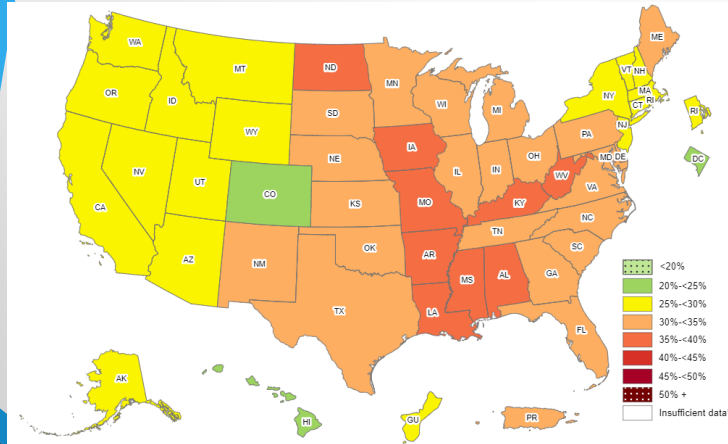 WA
MT
ND
ME
OR
ID
MN
VT
NH
WI
NY
MA
SD
MI
CT
RI
RI
WY
IA
PA
NJ
NE
OH
MD
DE
DC
NV
UT
IL
IN
WV
CO
VA
CA
KS
MO
KY
NC
TN
OK
AZ
NM
AR
SC
MS
AL
GA
TX
LA
FL
AK
HI
GU
PR
<20%
20%-<25%
25%-<30%
30%-<35%
35%-<40%
40%-<45%
45%-<50%
50% +
Insufficient data